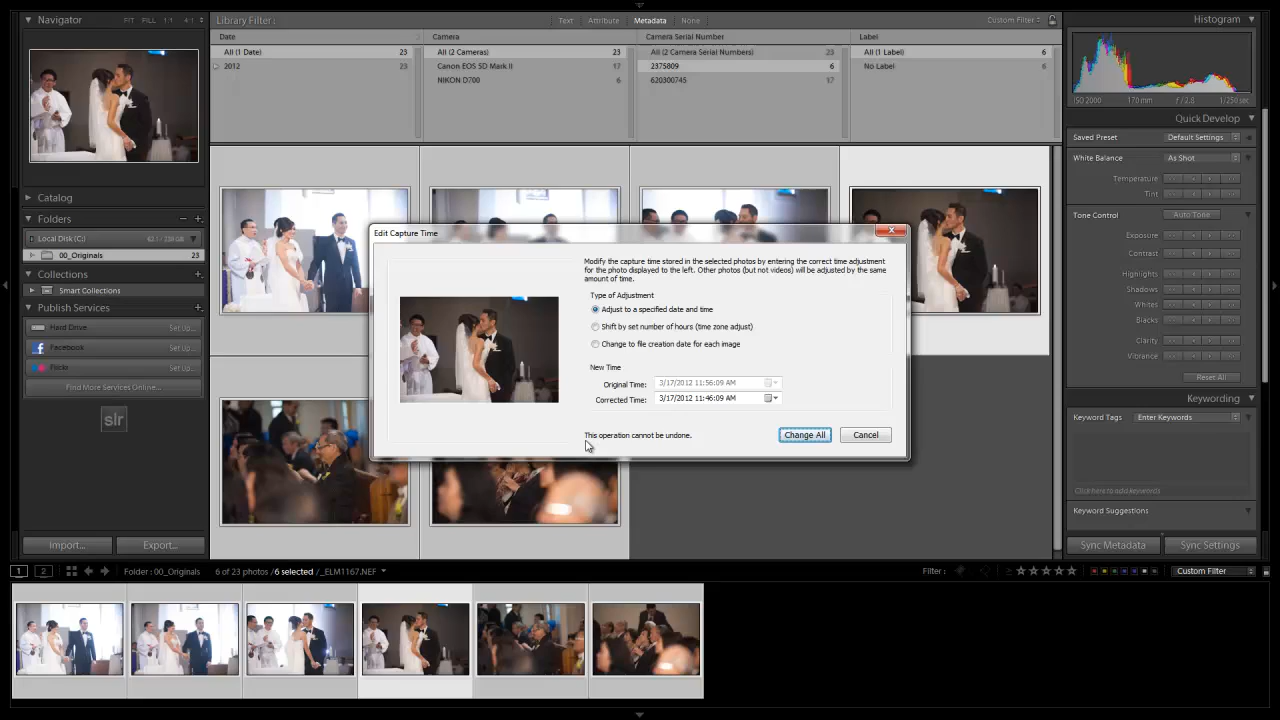 Navigator
FIT FILL 1:1 4:1
Library Filter:
Text Attribute Metadata None
Custom Filter
Histogram
Date
Camera
Camera Serial Number
Label
All (1 Date) 23
2012 23
All (2 Cameras) 23
Canon EOS 5D Mark II 17
NIKON D700 6
All (2 Camera Serial Numbers) 23
2375809 6
620300745 17
All (1 Label) 6
No Label 6
ISO 2000 170 mm f / 2.8 1/250 sec
Quick Develop
Saved Preset Default Settings
White Balance As Shot
Temperature
Tint
Tone Control Auto Tone
Exposure
Contrast
Highlights
Shadows
Whites
Blacks
Clarity
Vibrance
Reset All
Keywording
Keyword Tags Enter Keywords
Click here to add keywords
Keyword Suggestions
Sync Metadata Sync Settings
Catalog
Folders
Local Disk (C:)
00_Originals 23
Collections
Smart Collections
Publish Services
Hard Drive Set Up...
Facebook Set Up...
Flickr Set Up...
Find More Services Online...
slr
Import... Export...
Edit Capture Time
Modify the capture time stored in the selected photos by entering the correct time adjustment
for the photo displayed to the left. Other photos (but not videos) will be adjusted by the same
amount of time.
Type of Adjustment
Adjust to a specified date and time
Shift by set number of hours (time zone adjust)
Change to file creation date for each image
New Time
Original Time: 3/17/2012 11:56:09 AM
Corrected Time: 3/17/2012 11:46:09 AM
This operation cannot be undone.
Change All Cancel
1 2
Folder : 00_Originals 6 of 23 photos /6 selected /_ELM1167.NEF
Filter : Custom Filter